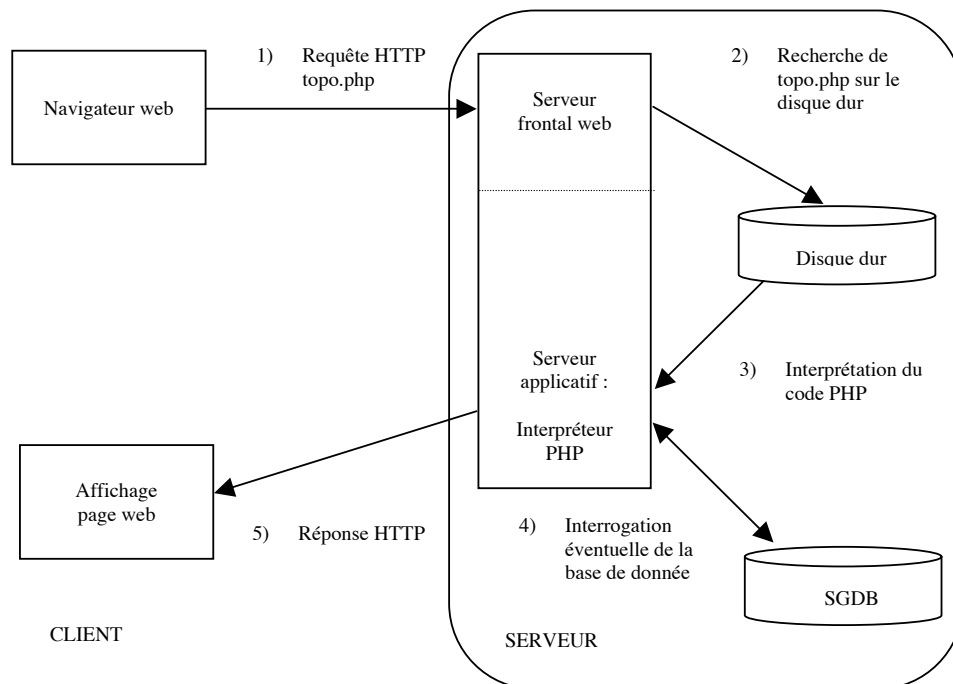 1) Requête HTTP
topo.php
2) Recherche de
topo.php sur le
disque dur
Navigateur web
Serveur
frontal web
Disque dur
Serveur
applicatif :
Interpréteur
PHP
3) Interprétation du
code PHP
Affichage
page web
5) Réponse HTTP
4) Interrogation
éventuelle de la
base de donnée
SGDB
CLIENT
SERVEUR